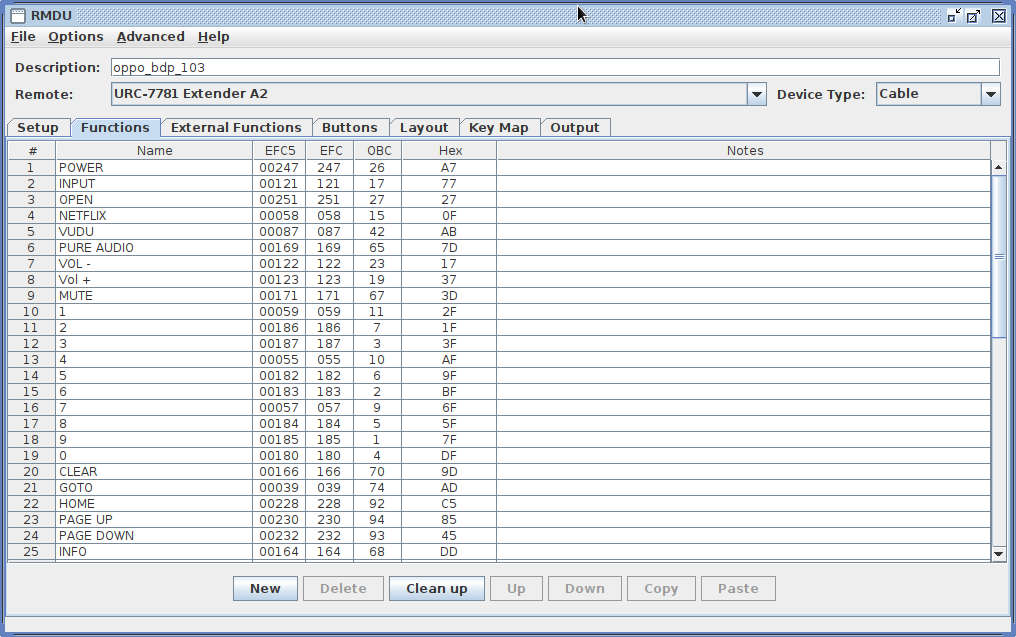 RMDU
File Options Advanced Help
Description: oppo_bdp_103
Remote: URC-7781 Extender A2 Device Type: Cable
Setup Functions External Functions Buttons Layout Key Map Output
# Name EFC5 EFC OBC Hex Notes
1 POWER 00247 247 26 A7
2 INPUT 00121 121 17 77
3 OPEN 00251 251 27 27
4 NETFLIX 00058 058 15 0F
5 VUDU 00087 087 42 AB
6 PURE AUDIO 00169 169 65 7D
7 VOL - 00122 122 23 17
8 Vol + 00123 123 19 37
9 MUTE 00171 171 67 3D
10 1 00059 059 11 2F
11 2 00186 186 7 1F
12 3 00187 187 3 3F
13 4 00055 055 10 AF
14 5 00182 182 6 9F
15 6 00183 183 2 BF
16 7 00057 057 9 6F
17 8 00184 184 5 5F
18 9 00185 185 1 7F
19 0 00180 180 4 DF
20 CLEAR 00166 166 70 9D
21 GOTO 00039 039 74 AD
22 HOME 00228 228 92 C5
23 PAGE UP 00230 230 94 85
24 PAGE DOWN 00232 232 93 45
25 INFO 00164 164 68 DD
New Delete Clean up Up Down Copy Paste